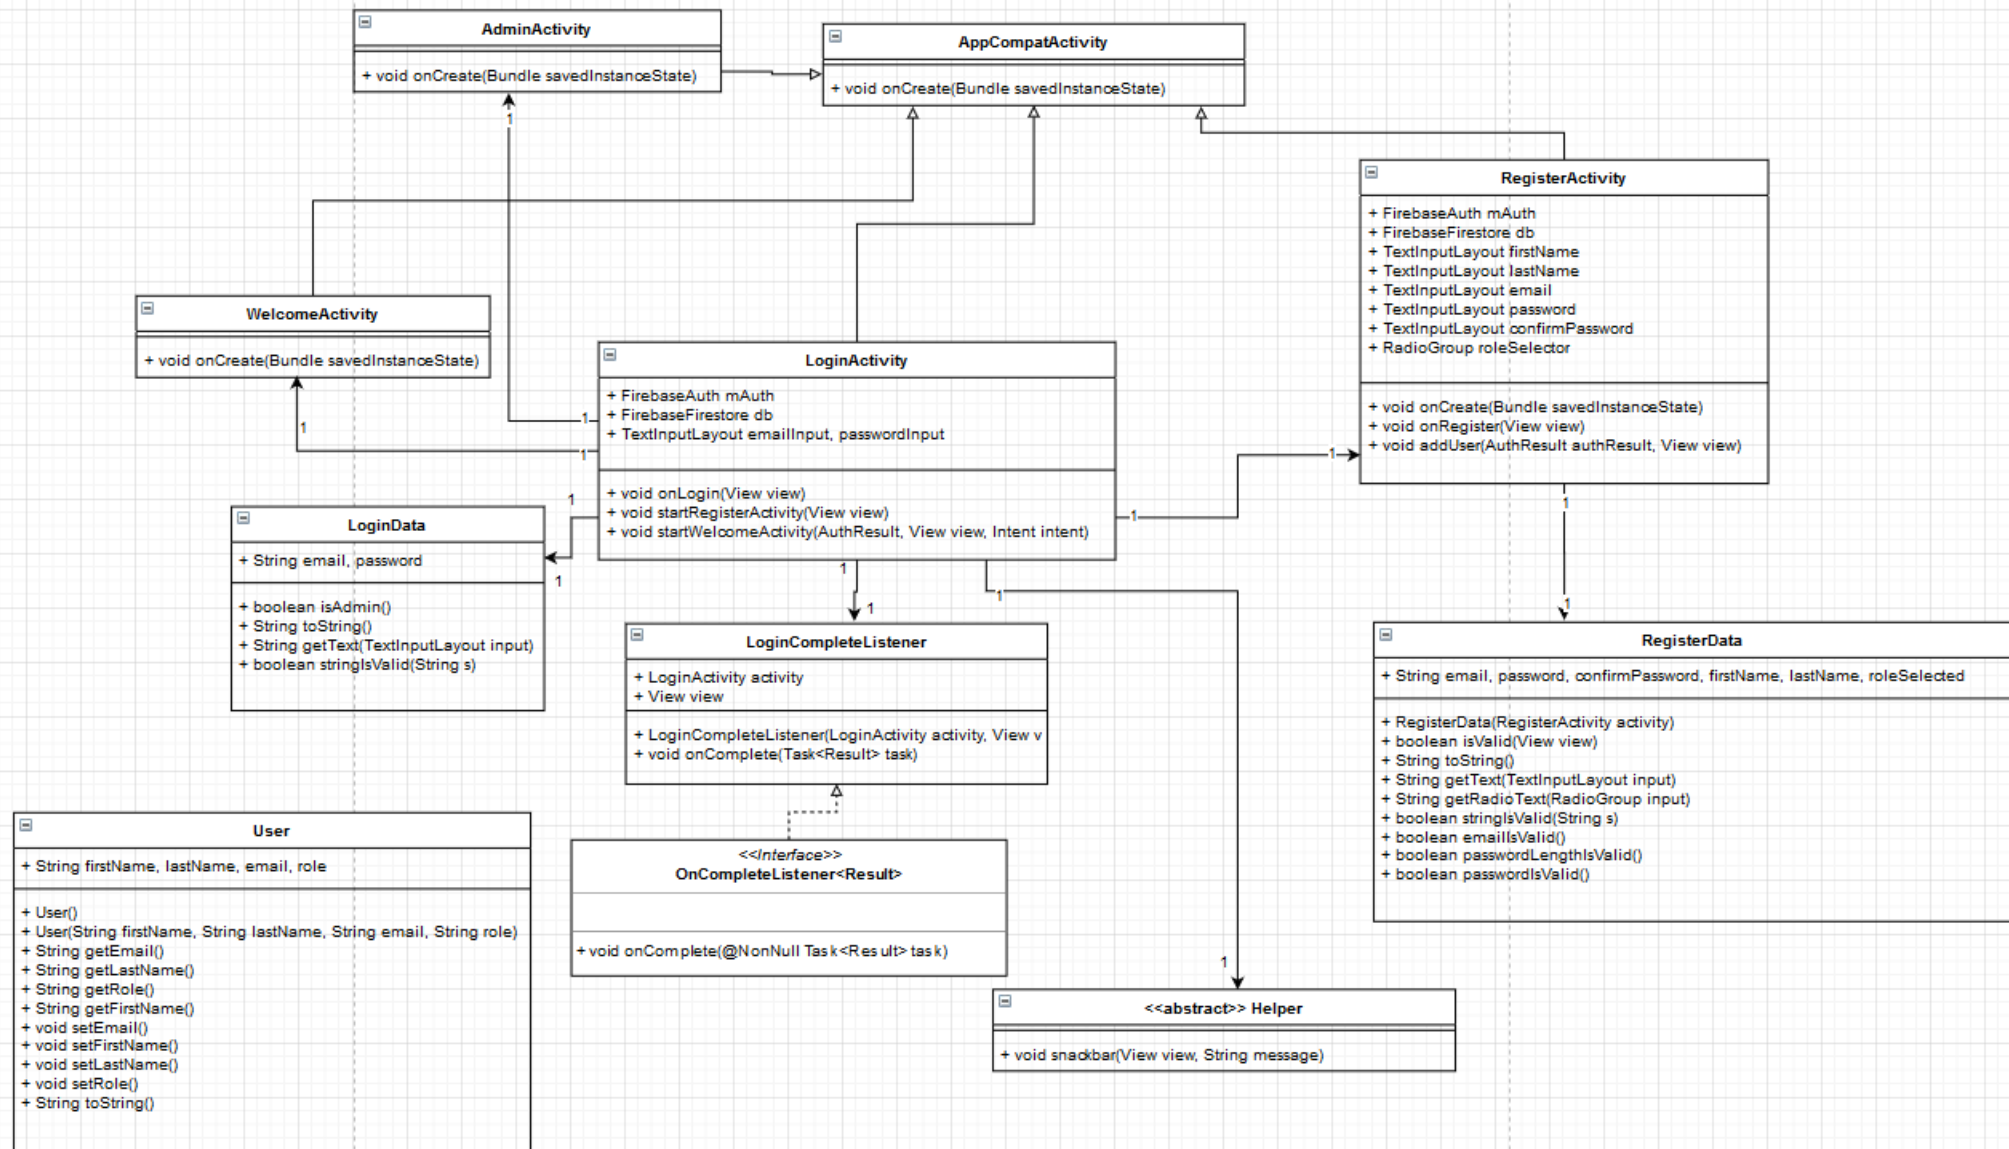 AdminActivity
+ void onCreate(Bundle savedInstanceState)
AppCompatActivity
+ void onCreate(Bundle savedInstanceState)
1
RegisterActivity
+ FirebaseAuth mAuth
+ FirebaseFirestore db
+ TextInputLayout firstName
+ TextInputLayout lastName
+ TextInputLayout email
+ TextInputLayout password
+ TextInputLayout confirmPassword
+ RadioGroup roleSelector
+ void onCreate(Bundle savedInstanceState)
+ void onRegister(View view)
+ void addUser(AuthResult authResult, View view)
WelcomeActivity
+ void onCreate(Bundle savedInstanceState)
LoginActivity
+ FirebaseAuth mAuth
+ FirebaseFirestore db
+ TextInputLayout emailInput, passwordInput
+ void onLogin(View view)
+ void startRegisterActivity(View view)
+ void startWelcomeActivity(AuthResult, View view, Intent intent)
1
1
1
1
1
1
1
1
LoginData
+ String email, password
+ boolean isAdmin()
+ String toString()
+ String getText(TextInputLayout input)
+ boolean stringIsValid(String s)
1
1
1
1
1
LoginCompleteListener
+ LoginActivity activity
+ View view
+ LoginCompleteListener(LoginActivity activity, View v
+ void onComplete(Task<Result> task)
RegisterData
+ String email, password, confirmPassword, firstName, lastName, roleSelected
+ RegisterData(RegisterActivity activity)
+ boolean isValid(View view)
+ String toString()
+ String getText(TextInputLayout input)
+ String getRadioText(RadioGroup input)
+ boolean stringIsValid(String s)
+ boolean emailIsValid()
+ boolean passwordLengthIsValid()
+ boolean passwordIsValid()
User
+ String firstName, lastName, email, role
+ User()
+ User(String firstName, String lastName, String email, String role)
+ String getEmail()
+ String getLastName()
+ String getRole()
+ String getFirstName()
+ void setEmail()
+ void setFirstName()
+ void setLastName()
+ void setRole()
+ String toString()
<<Interface>>
OnCompleteListener<Result>
+ void onComplete(@NonNull Task<Result> task)
1
<<abstract>> Helper
+ void snackbar(View view, String message)